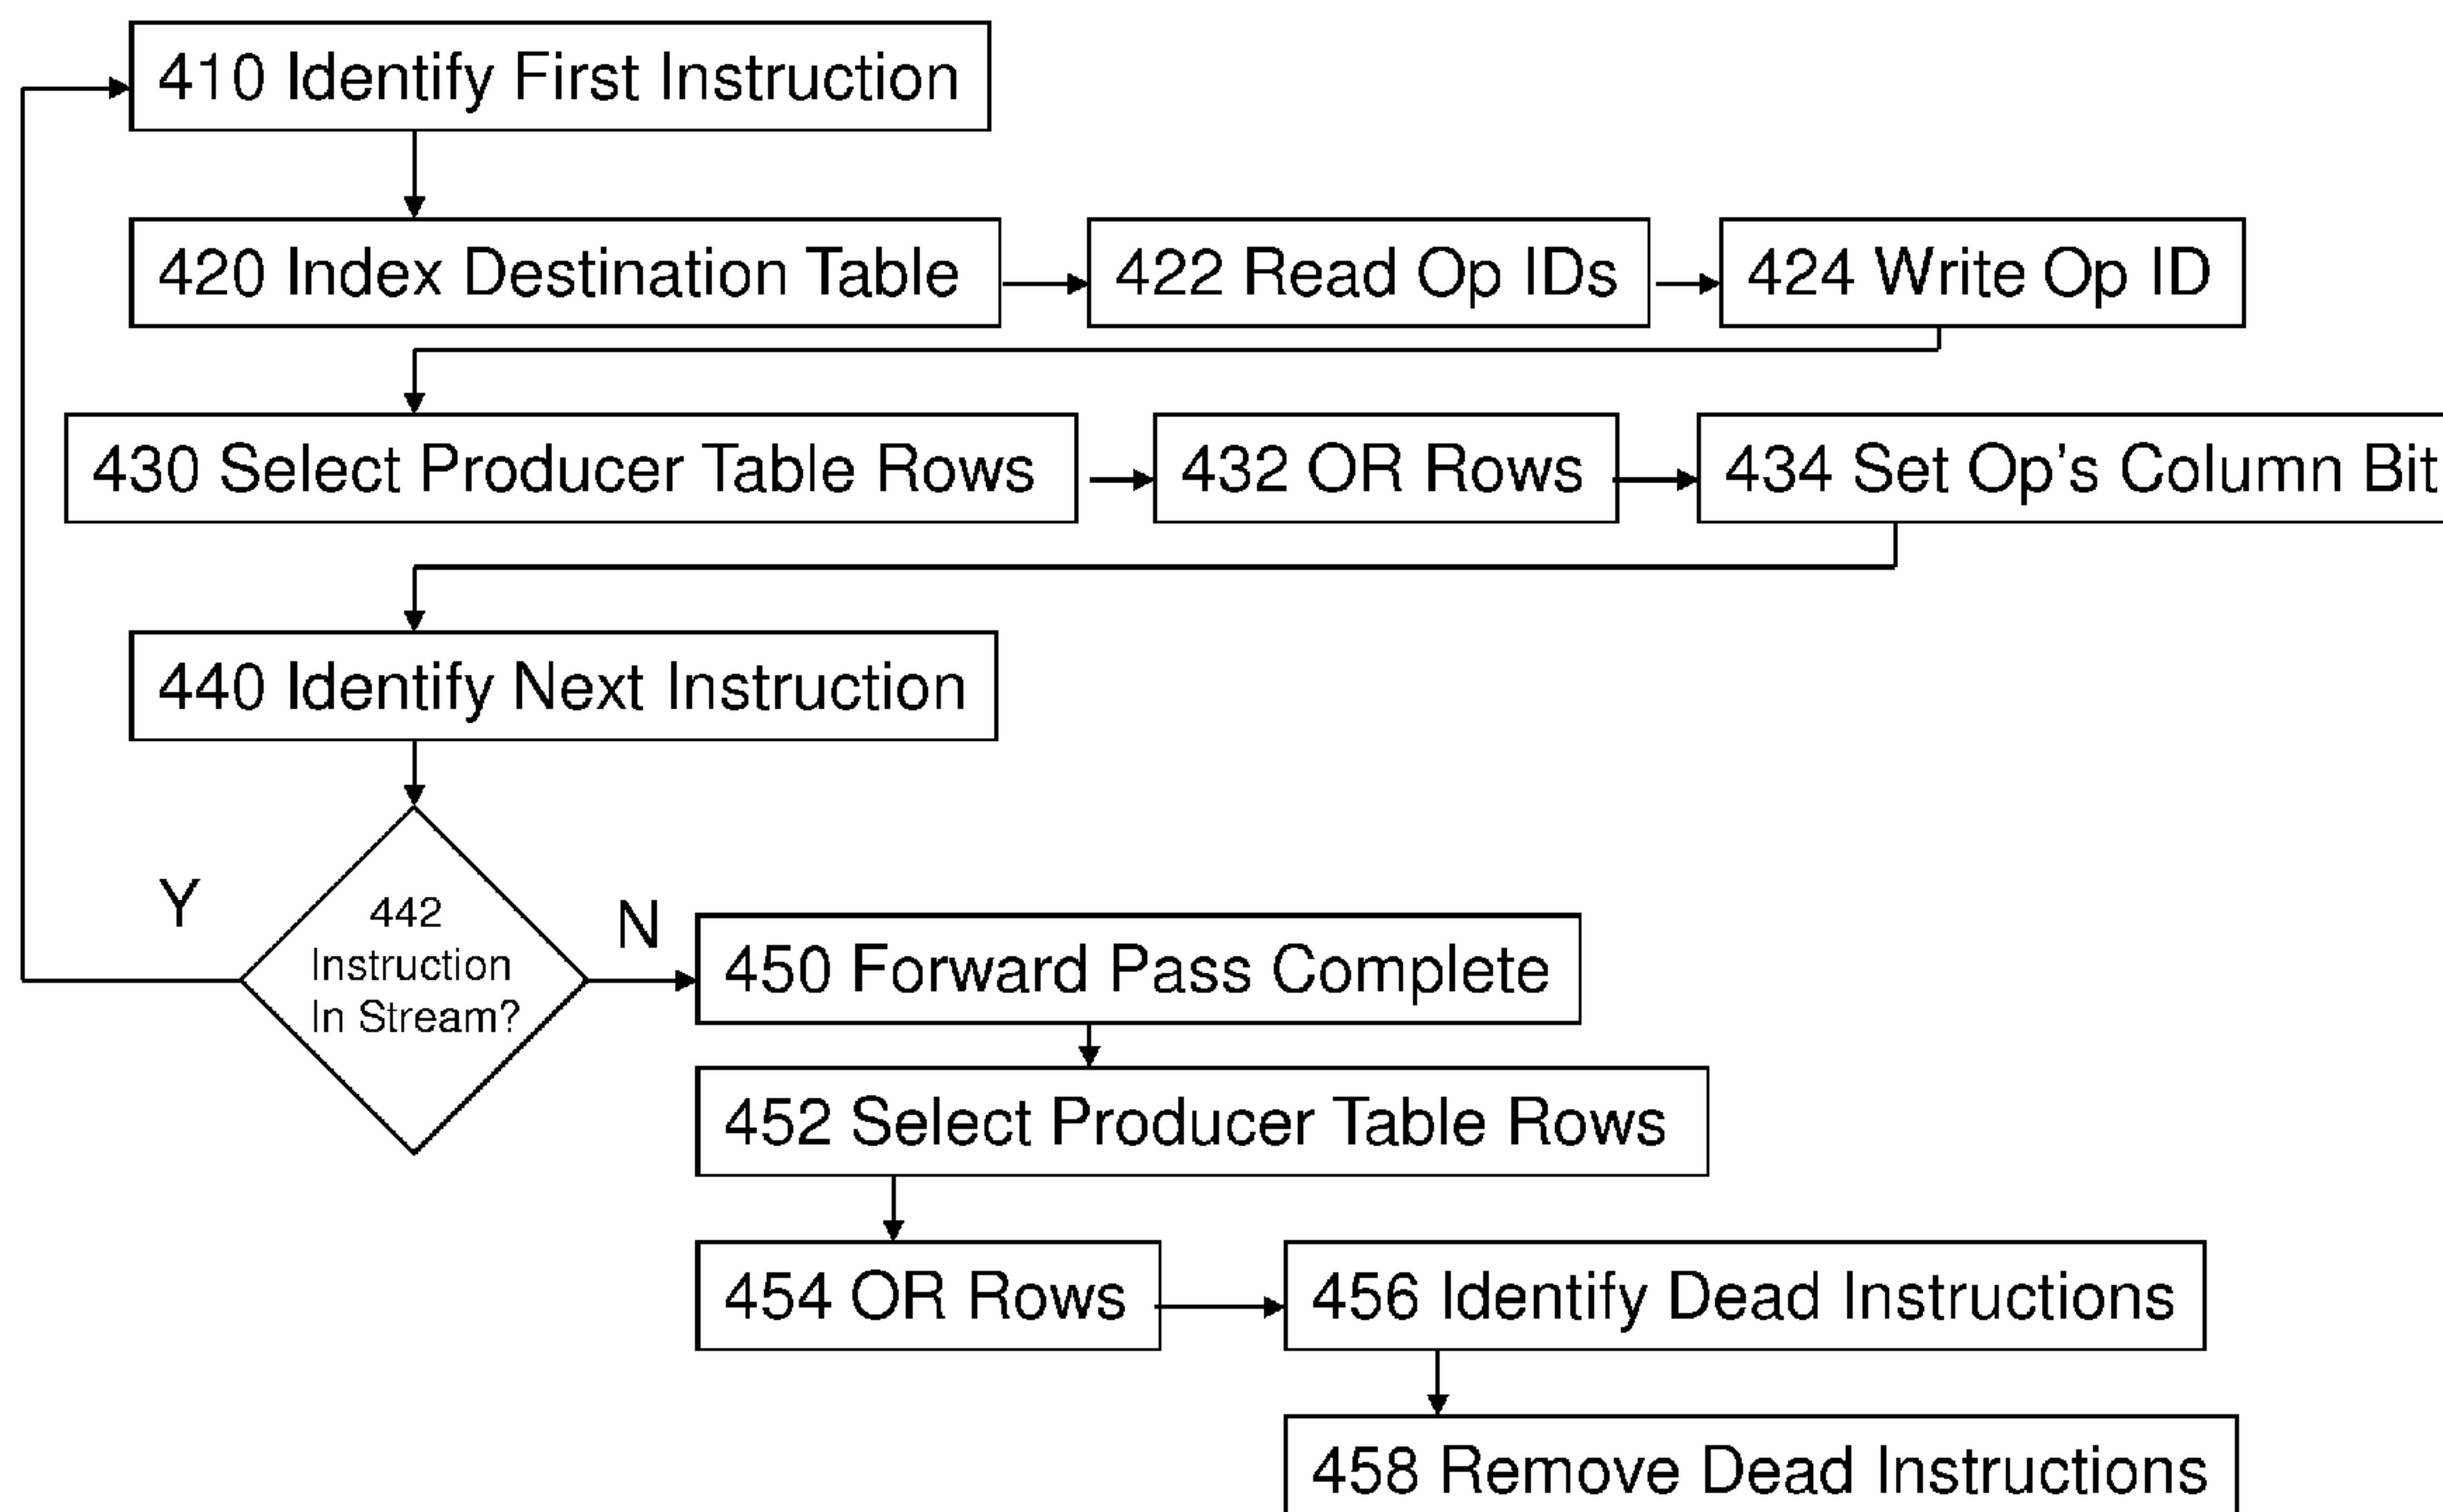 410 Identify First Instruction
420 Index Destination Table
422 Read Op IDs
424 Write Op ID
430 Select Producer Table Rows
432 OR Rows
434 Set Op's Column Bit
440 Identify Next Instruction
Y
442
Instruction
In Stream?
N
450 Forward Pass Complete
452 Select Producer Table Rows
454 OR Rows
456 Identify Dead Instructions
458 Remove Dead Instructions